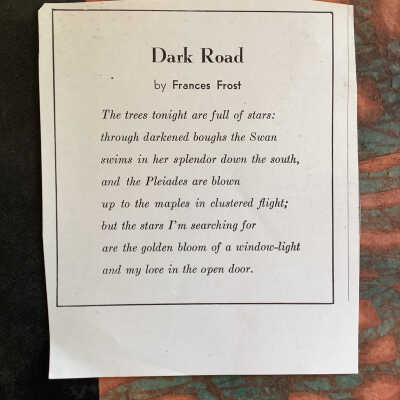 Dark Road
by Frances Frost
The trees tonight are full of stars:
through darkened boughs the Swan
swims in her splendor down the south,
and the Pleiades are blown
up to the maples in clustered flight;
but the stars I'm searching for
are the golden bloom of a window-light
and my love in the open door.